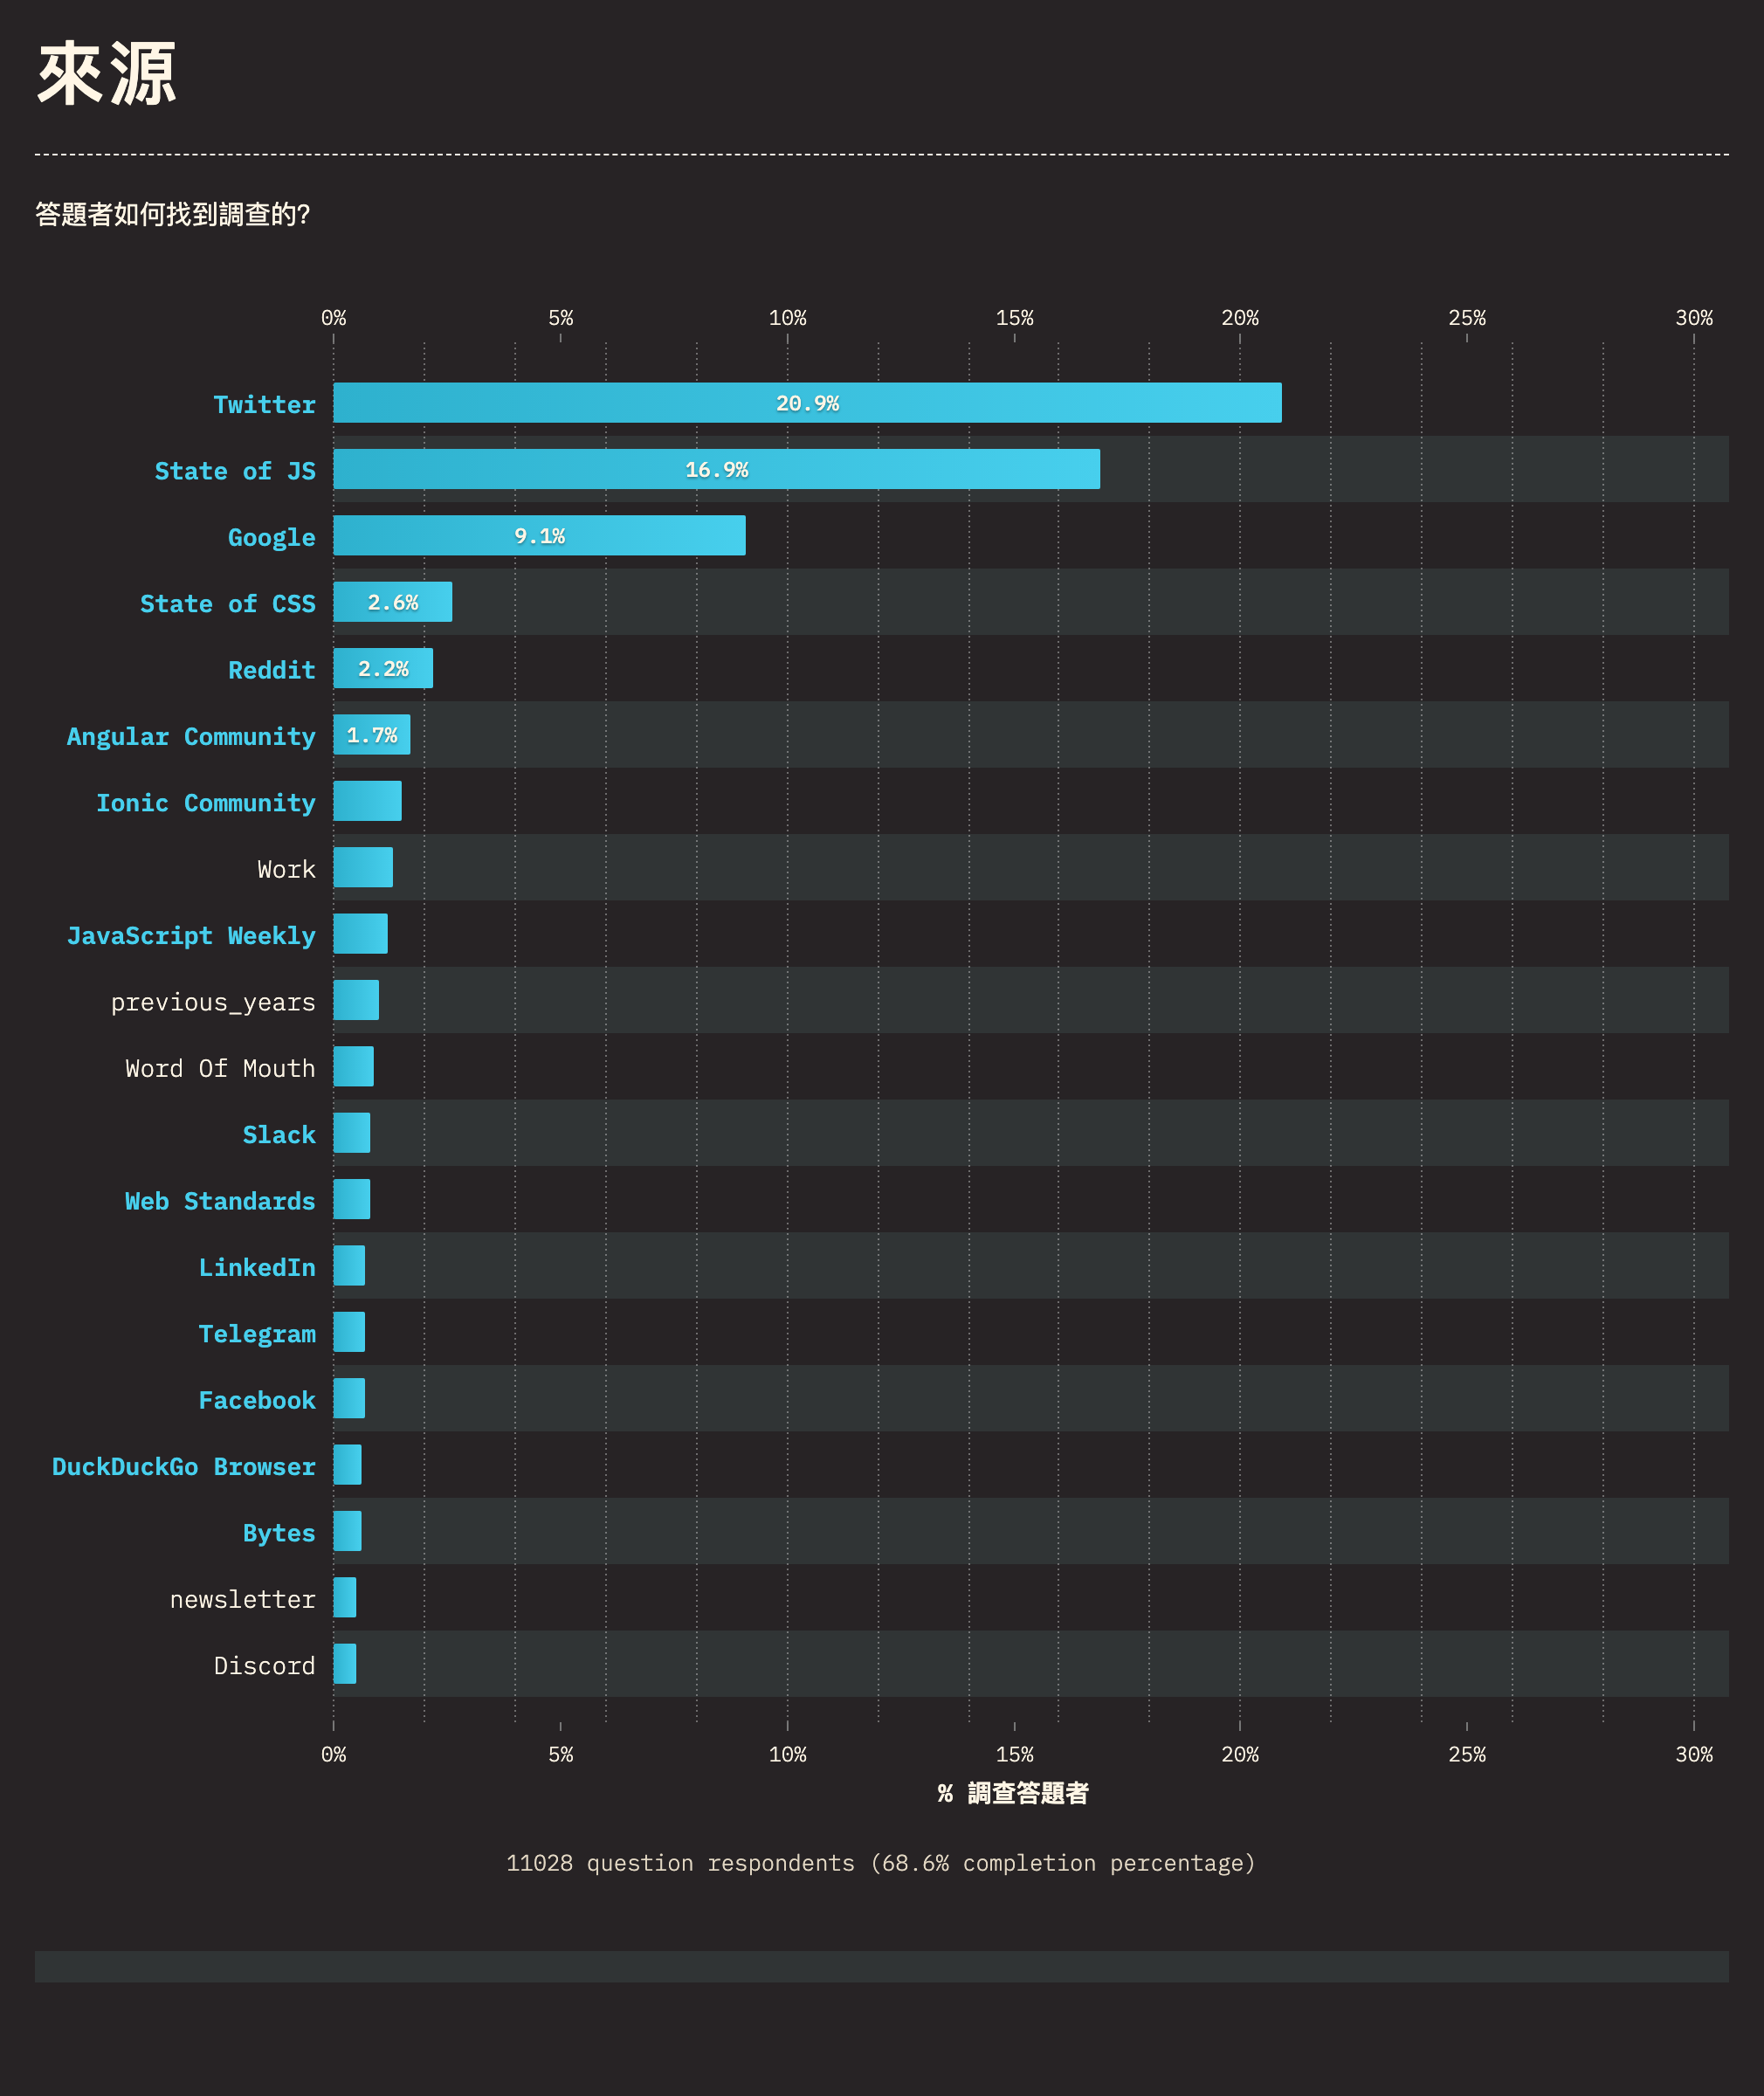 來源
答題者如何找到調查的?
0% 5% 10% 15% 20% 25% 30%
Twitter 20.9%
State of JS 16.9%
Google 9.1%
State of CSS 2.6%
Reddit 2.2%
Angular Community 1.7%
Ionic Community
Work
JavaScript Weekly
previous_years
Word Of Mouth
Slack
Web Standards
LinkedIn
Telegram
Facebook
DuckDuckGo Browser
Bytes
newsletter
Discord
0% 5% 10% 15% 20% 25% 30%
% 調查答題者
11028 question respondents (68.6% completion percentage)